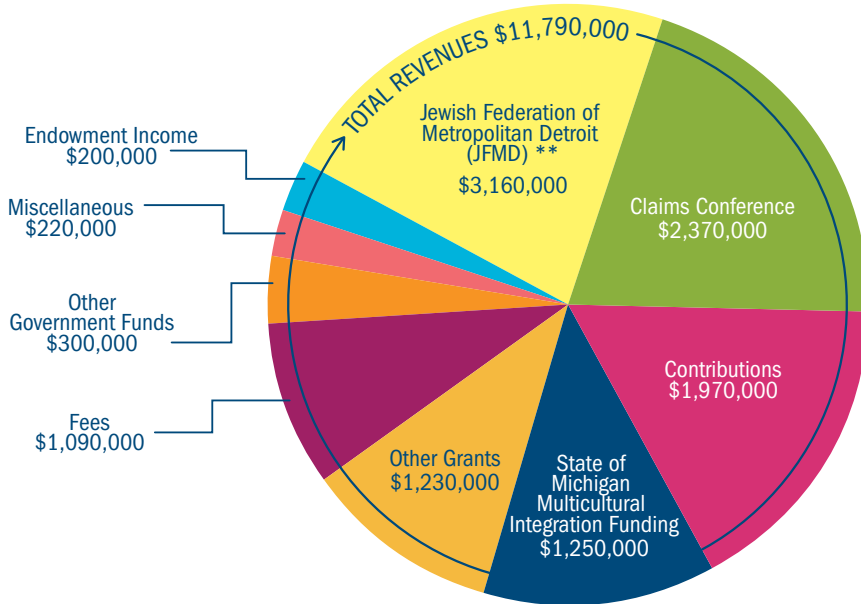 TOTAL REVENUES $11,790,000
Jewish Federation of
Metropolitan Detroit
(JFMD) **
$3,160,000
Claims Conference
$2,370,000
Contributions
$1,970,000
State of
Michigan
Multicultural
Integration Funding
$1,250,000
Other Grants
$1,230,000
Fees
$1,090,000
Other
Government Funds
$300,000
Miscellaneous
$220,000
Endowment Income
$200,000